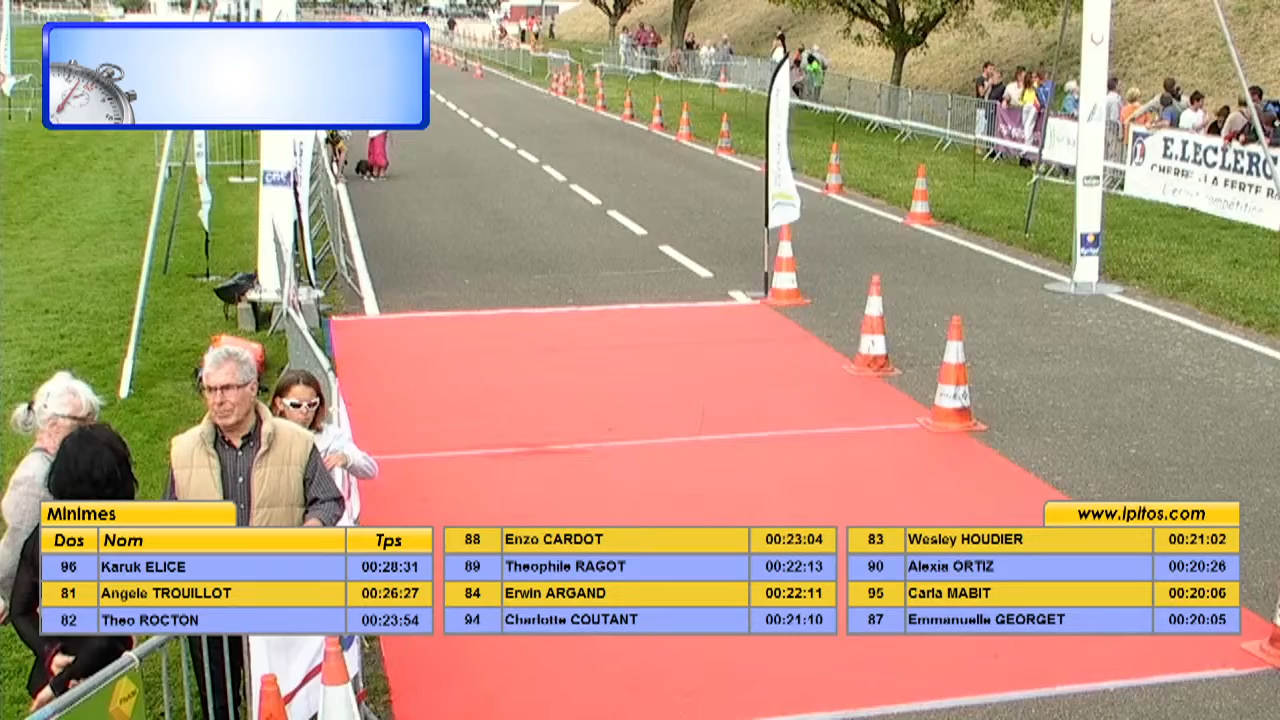 E.LECLERC
Minimes
www.ipitos.com
Dos Nom Tps
96 Karuk ELICE 00:28:31
81 Angele TROUILLOT 00:26:27
82 Theo ROCTON 00:23:54
88 Enzo CARDOT 00:23:04
89 Theophile RAGOT 00:22:13
84 Erwin ARGAND 00:22:11
94 Charlotte COUTANT 00:21:10
83 Wesley HOUDIER 00:21:02
90 Alexia ORTIZ 00:20:26
95 Carla MABIT 00:20:06
87 Emmanuelle GEORGET 00:20:05